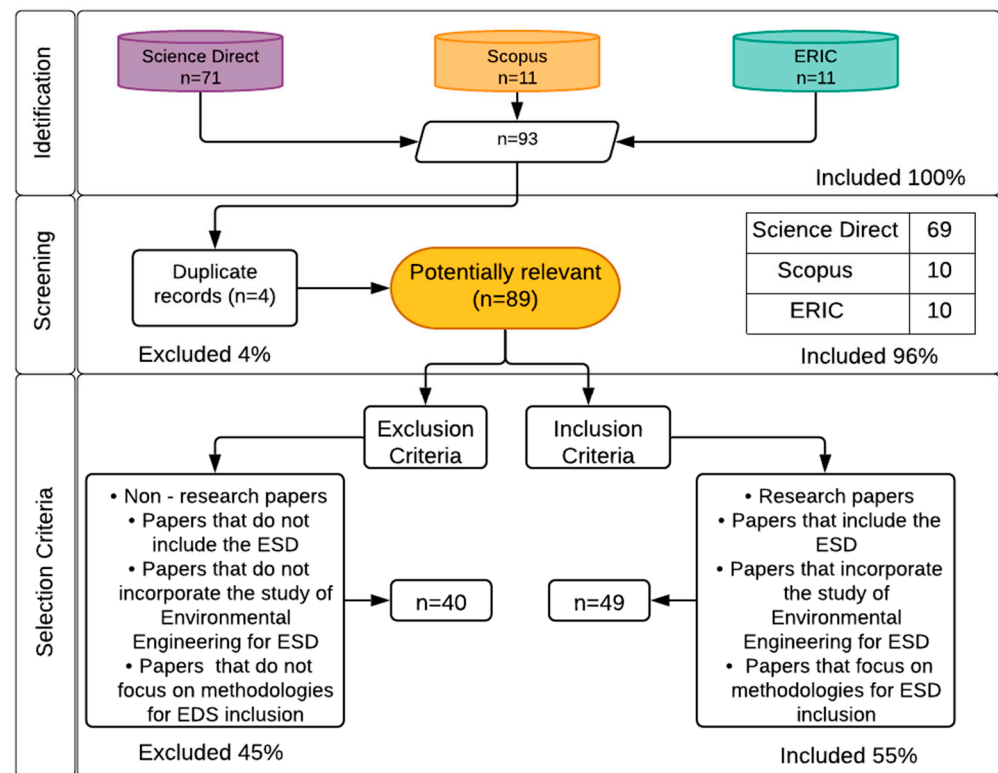 Idetification
Science Direct
n=71
Scopus
n=11
ERIC
n=11
n=93
Included 100%
Screening
Duplicate
records (n=4)
Potentially relevant
(n=89)
Science Direct 69
Scopus 10
ERIC 10
Excluded 4%
Included 96%
Selection Criteria
Exclusion
Criteria
Inclusion
Criteria
• Non - research papers
• Papers that do not
include the ESD
• Papers that do not
incorporate the study of
Environmental
Engineering for ESD
• Papers that do not
focus on methodologies
for EDS inclusion
n=40
n=49
• Research papers
• Papers that include the
ESD
• Papers that incorporate
the study of
Environmental
Engineering for ESD
• Papers that focus on
methodologies for ESD
inclusion
Excluded 45%
Included 55%